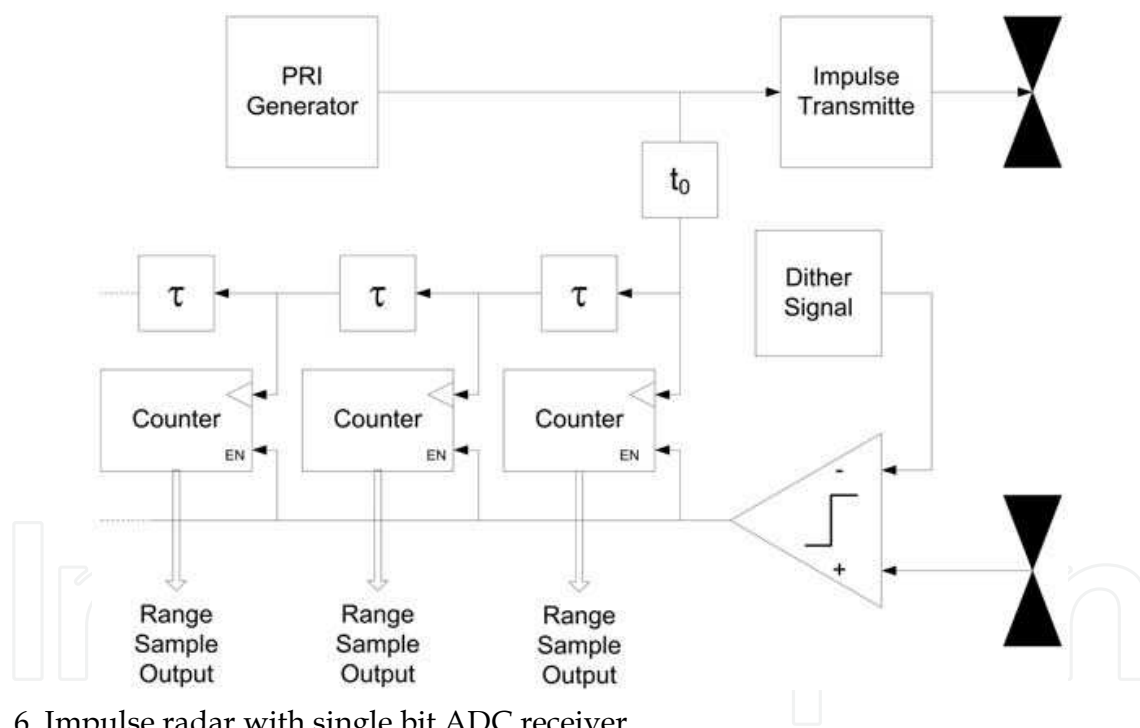 PRI
Generator
Impulse
Transmitte
t₀
Dither
Signal
τ
τ
τ
Counter
EN
Counter
EN
Counter
EN
-
+
Range
Sample
Output
Range
Sample
Output
Range
Sample
Output
6. Impulse radar with single bit ADC receiver